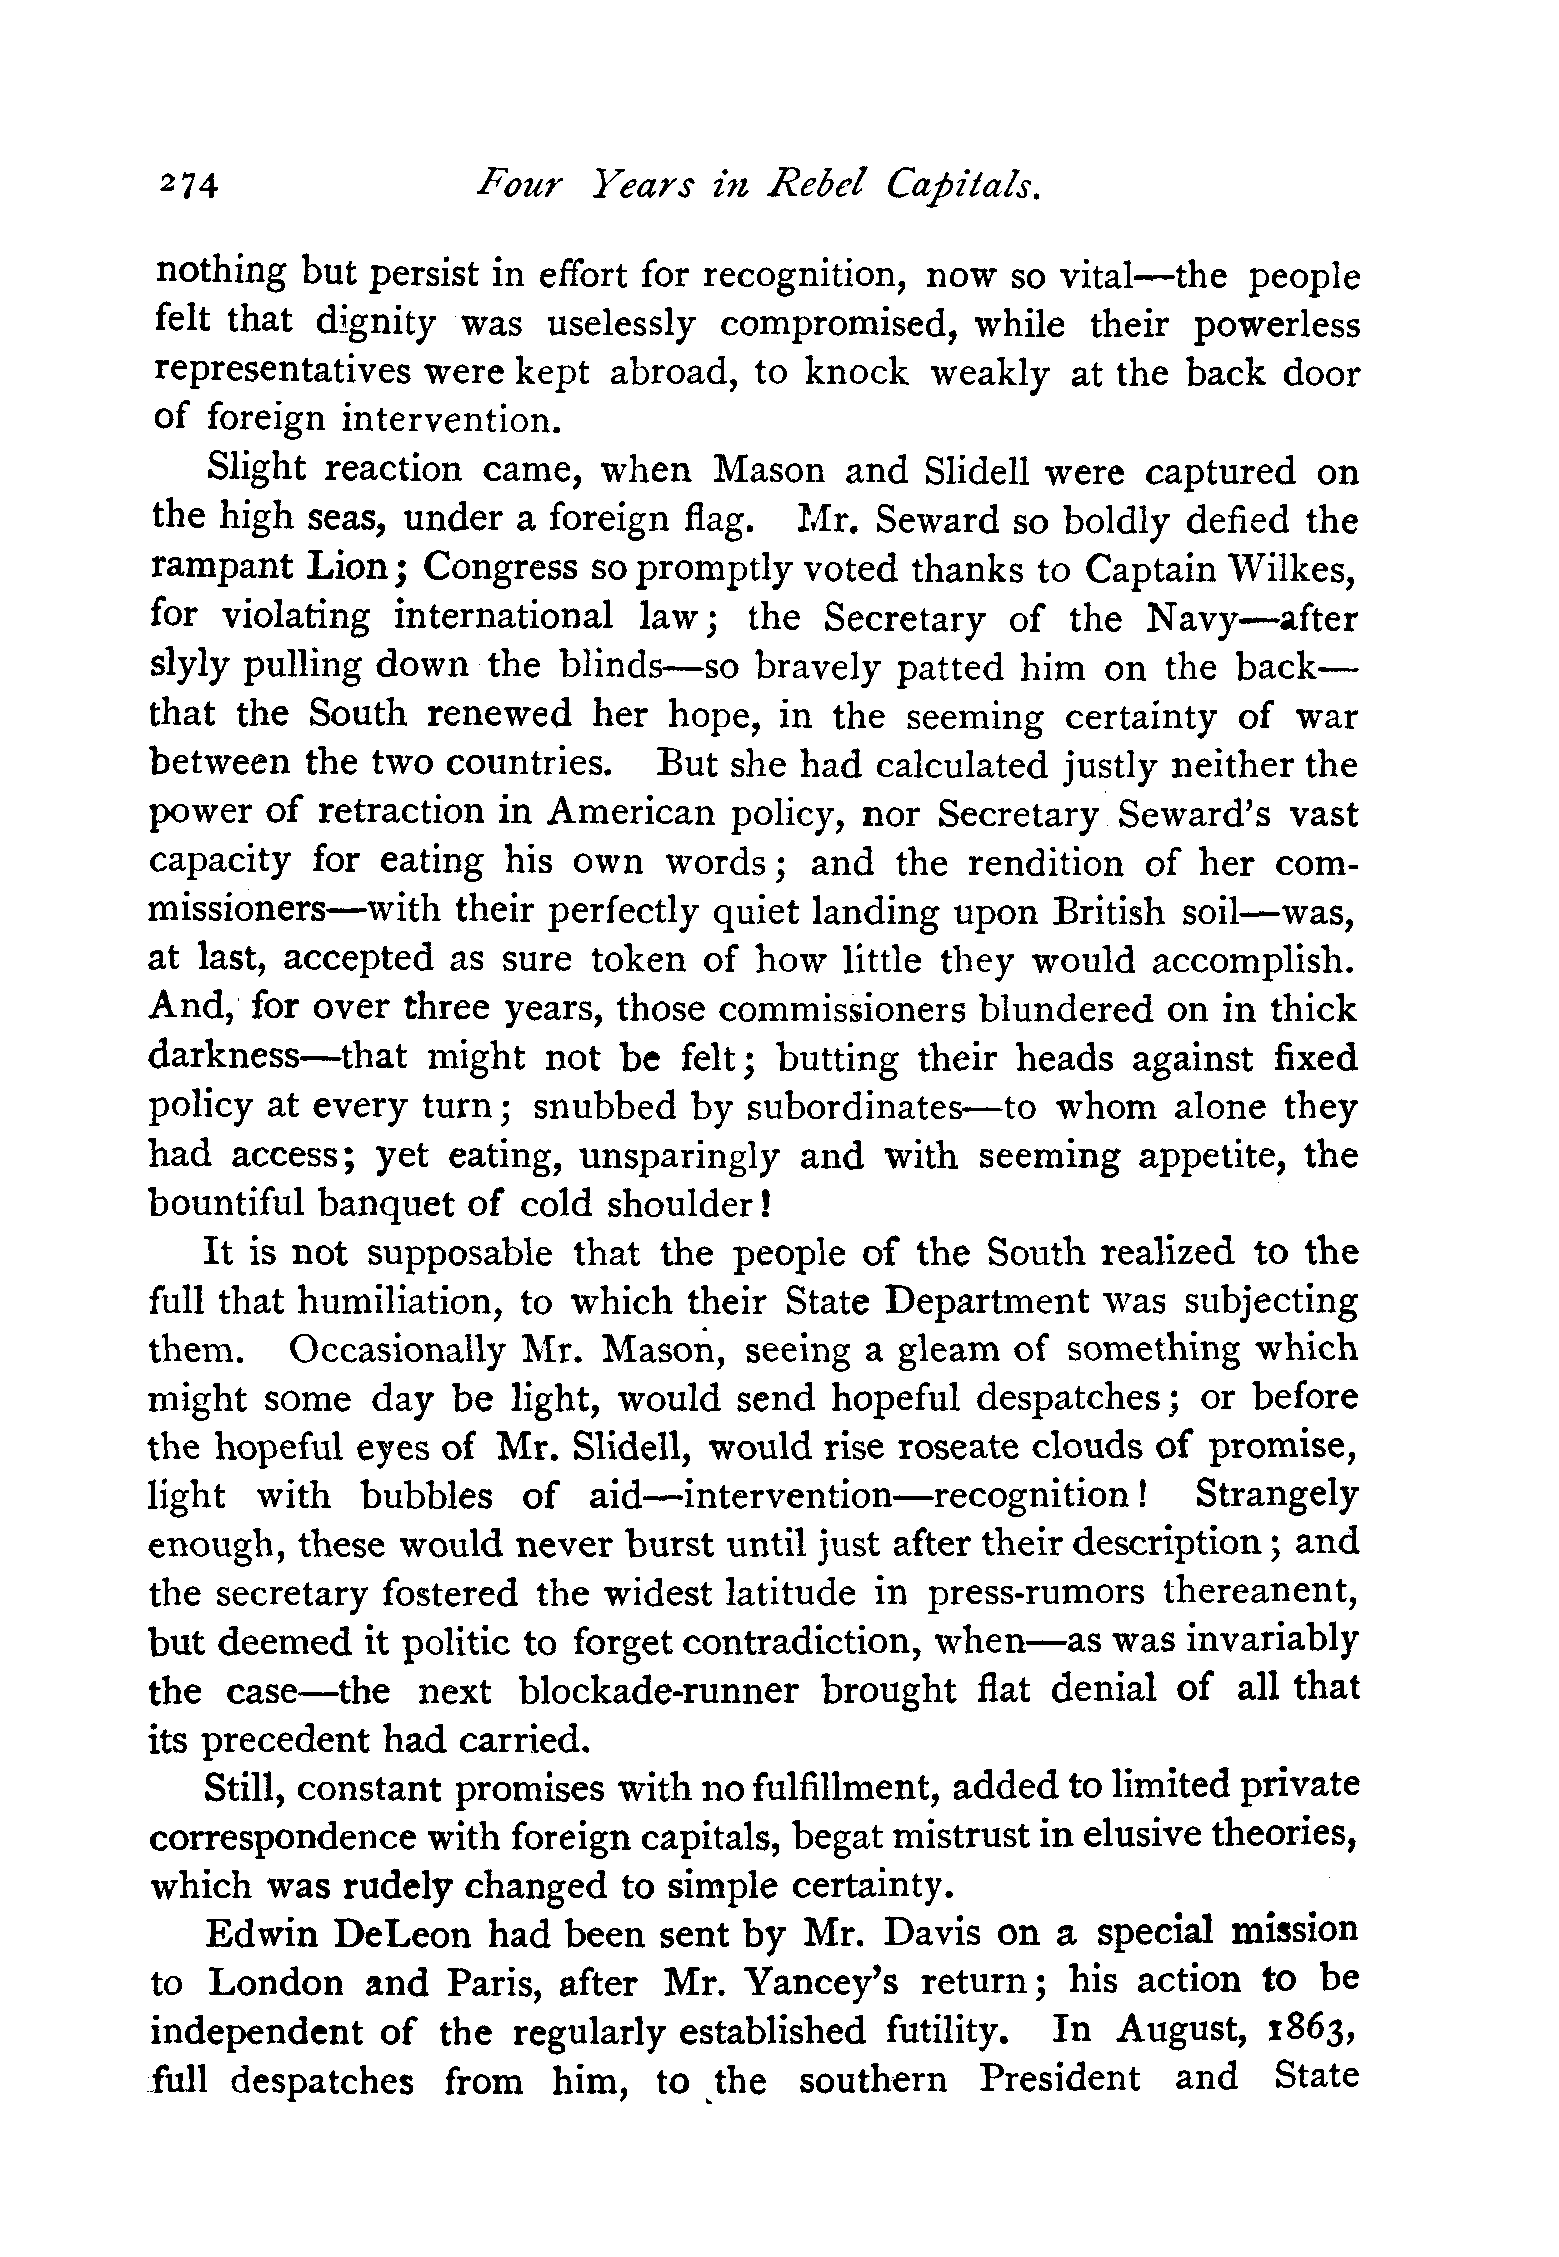 274 Four Years in Rebel Capitals.
nothing but persist in effort for recognition, now so vital—the people
felt that dignity was uselessly compromised, while their powerless
representatives were kept abroad, to knock weakly at the back door
of foreign intervention.
Slight reaction came, when Mason and Slidell were captured on
the high seas, under a foreign flag. Mr. Seward so boldly defied the
rampant Lion; Congress so promptly voted thanks to Captain Wilkes,
for violating international law; the Secretary of the Navy—after
slyly pulling down the blinds—so bravely patted him on the back—
that the South renewed her hope, in the seeming certainty of war
between the two countries. But she had calculated justly neither the
power of retraction in American policy, nor Secretary Seward's vast
capacity for eating his own words; and the rendition of her com-
missioners—with their perfectly quiet landing upon British soil—was,
at last, accepted as sure token of how little they would accomplish.
And, for over three years, those commissioners blundered on in thick
darkness—that might not be felt; butting their heads against fixed
policy at every turn; snubbed by subordinates—to whom alone they
had access; yet eating, unsparingly and with seeming appetite, the
bountiful banquet of cold shoulder!
It is not supposable that the people of the South realized to the
full that humiliation, to which their State Department was subjecting
them. Occasionally Mr. Mason, seeing a gleam of something which
might some day be light, would send hopeful despatches; or before
the hopeful eyes of Mr. Slidell, would rise roseate clouds of promise,
light with bubbles of aid—intervention—recognition! Strangely
enough, these would never burst until just after their description; and
the secretary fostered the widest latitude in press-rumors thereanent,
but deemed it politic to forget contradiction, when—as was invariably
the case—the next blockade-runner brought flat denial of all that
its precedent had carried.
Still, constant promises with no fulfillment, added to limited private
correspondence with foreign capitals, begat mistrust in elusive theories,
which was rudely changed to simple certainty.
Edwin DeLeon had been sent by Mr. Davis on a special mission
to London and Paris, after Mr. Yancey's return; his action to be
independent of the regularly established futility. In August, 1863,
full despatches from him, to the southern President and State